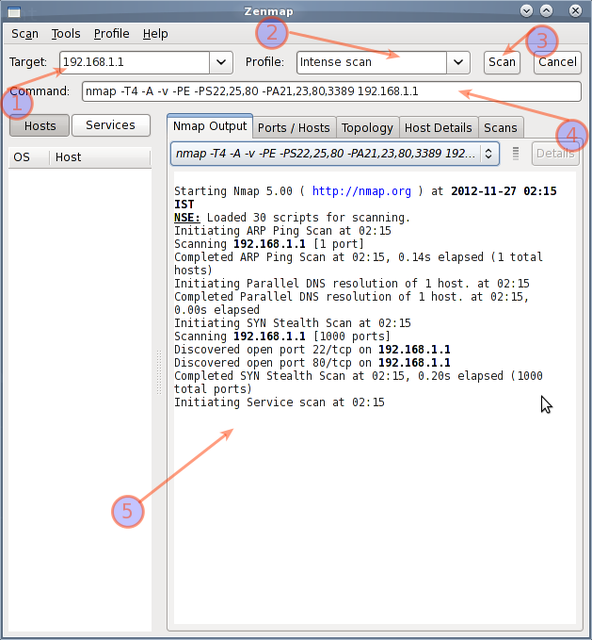 Zenmap
Scan Tools Profile Help
2
3
Target: 192.168.1.1 Profile: Intense scan Scan Cancel
1
Command: nmap -T4 -A -v -PE -PS22,25,80 -PA21,23,80,3389 192.168.1.1
4
Hosts Services
Nmap Output Ports / Hosts Topology Host Details Scans
OS Host
nmap -T4 -A -v -PE -PS22,25,80 -PA21,23,80,3389 192... Details
Starting Nmap 5.00 ( http://nmap.org ) at 2012-11-27 02:15
IST
NSE: Loaded 30 scripts for scanning.
Initiating ARP Ping Scan at 02:15
Scanning 192.168.1.1 [1 port]
Completed ARP Ping Scan at 02:15, 0.14s elapsed (1 total
hosts)
Initiating Parallel DNS resolution of 1 host. at 02:15
Completed Parallel DNS resolution of 1 host. at 02:15,
0.00s elapsed
Initiating SYN Stealth Scan at 02:15
Scanning 192.168.1.1 [1000 ports]
Discovered open port 22/tcp on 192.168.1.1
Discovered open port 80/tcp on 192.168.1.1
Completed SYN Stealth Scan at 02:15, 0.20s elapsed (1000
total ports)
Initiating Service scan at 02:15
5